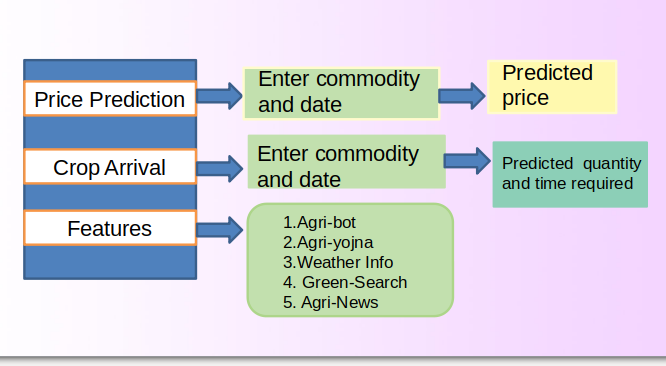 Price Prediction
Enter commodity
and date
Predicted
price
Crop Arrival
Enter commodity
and date
Predicted quantity
and time required
Features
1.Agri-bot
2.Agri-yojna
3.Weather Info
4. Green-Search
5. Agri-News